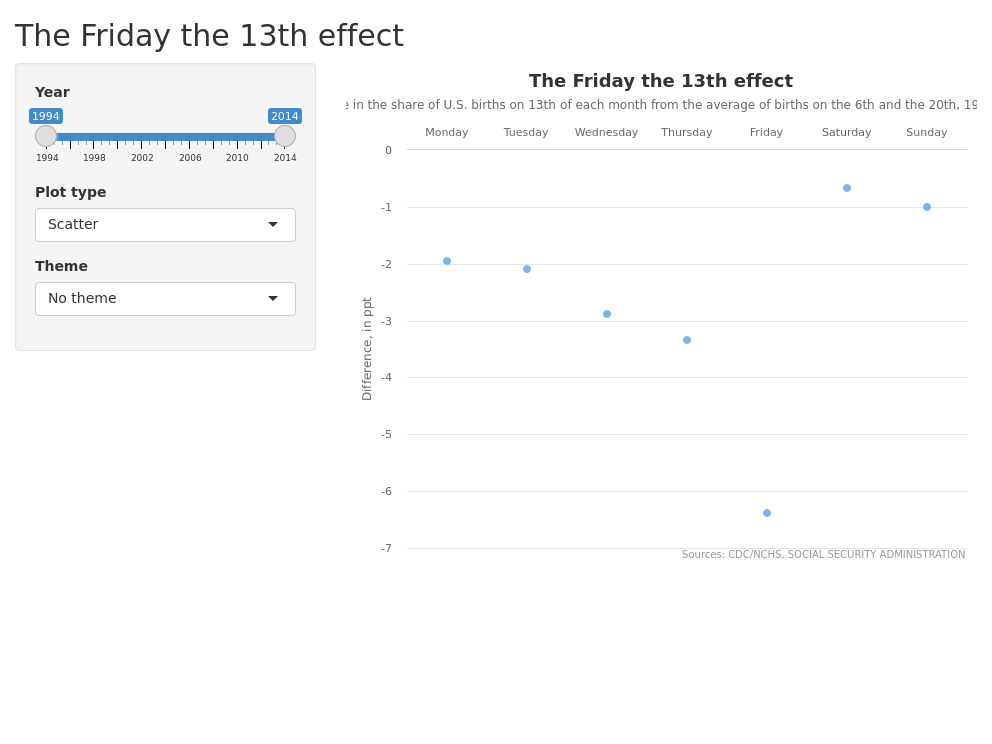 The Friday the 13th effect
Year
1994 2014
1994 1998 2002 2006 2010 2014
Plot type
Scatter
Theme
No theme
The Friday the 13th effect
in the share of U.S. births on 13th of each month from the average of births on the 6th and the 20th,
Monday Tuesday Wednesday Thursday Friday Saturday Sunday
0
-1
-2
-3
-4
-5
-6
-7
Difference, in ppt
Sources: CDC/NCHS, SOCIAL SECURITY ADMINISTRATION